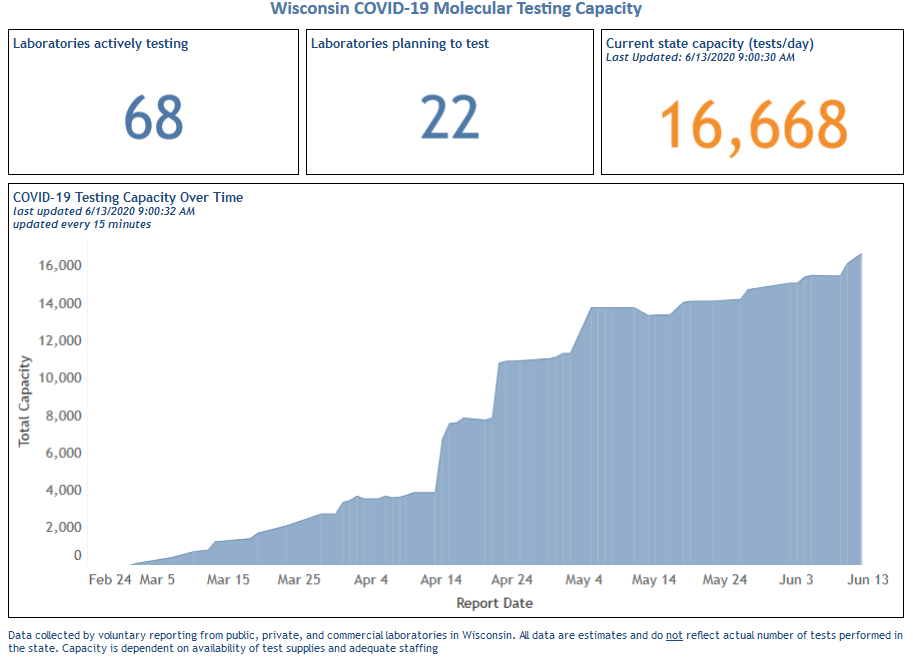 Wisconsin COVID-19 Molecular Testing Capacity
Laboratories actively testing
68
Laboratories planning to test
22
Current state capacity (tests/day)
Last Updated: 6/13/2020 9:00:30 AM
16,668
COVID-19 Testing Capacity Over Time
last updated 6/13/2020 9:00:32 AM
updated every 15 minutes
Total Capacity
16,000
14,000
12,000
10,000
8,000
6,000
4,000
2,000
0
Feb 24 Mar 5 Mar 15 Mar 25 Apr 4 Apr 14 Apr 24 May 4 May 14 May 24 Jun 3 Jun 13
Report Date
Data collected by voluntary reporting from public, private, and commercial laboratories in Wisconsin. All data are estimates and do not reflect actual number of tests performed in
the state. Capacity is dependent on availability of test supplies and adequate staffing